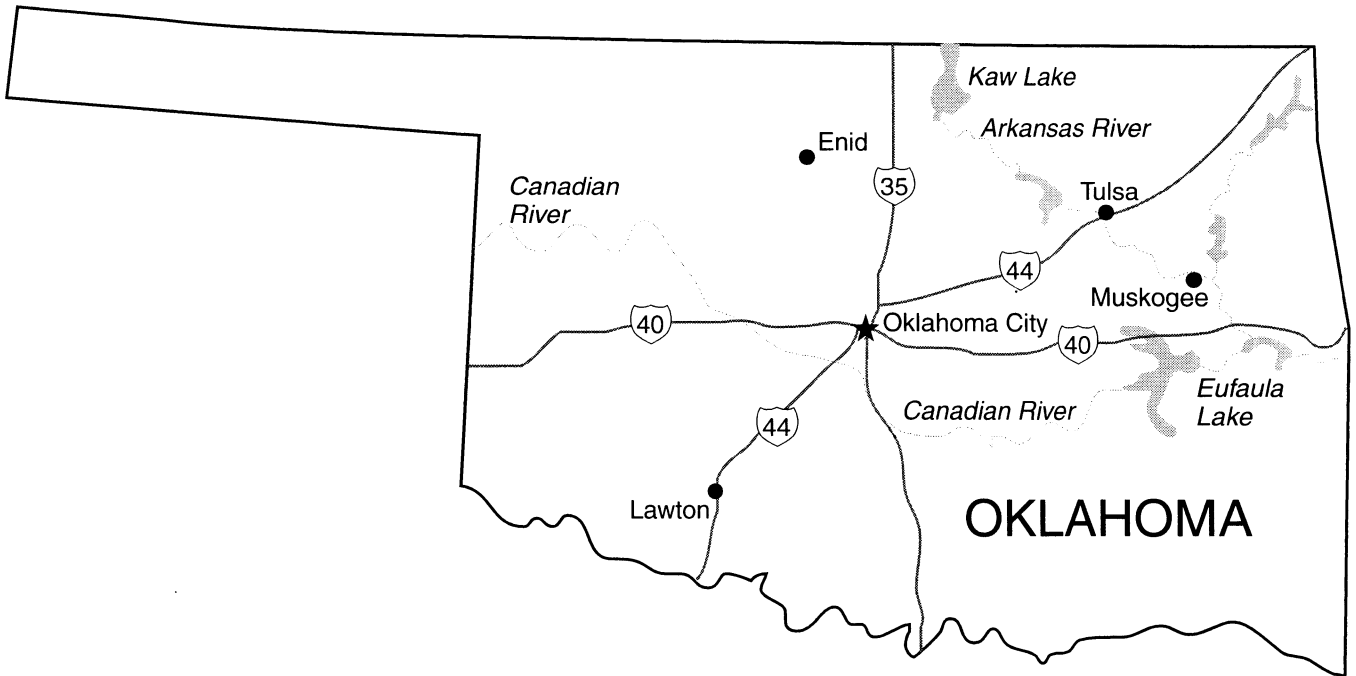 Kaw Lake
Arkansas River
Enid
35
Canadian
River
Tulsa
44
Muskogee
40
Oklahoma City
40
Eufaula
Lake
Canadian River
44
Lawton
OKLAHOMA